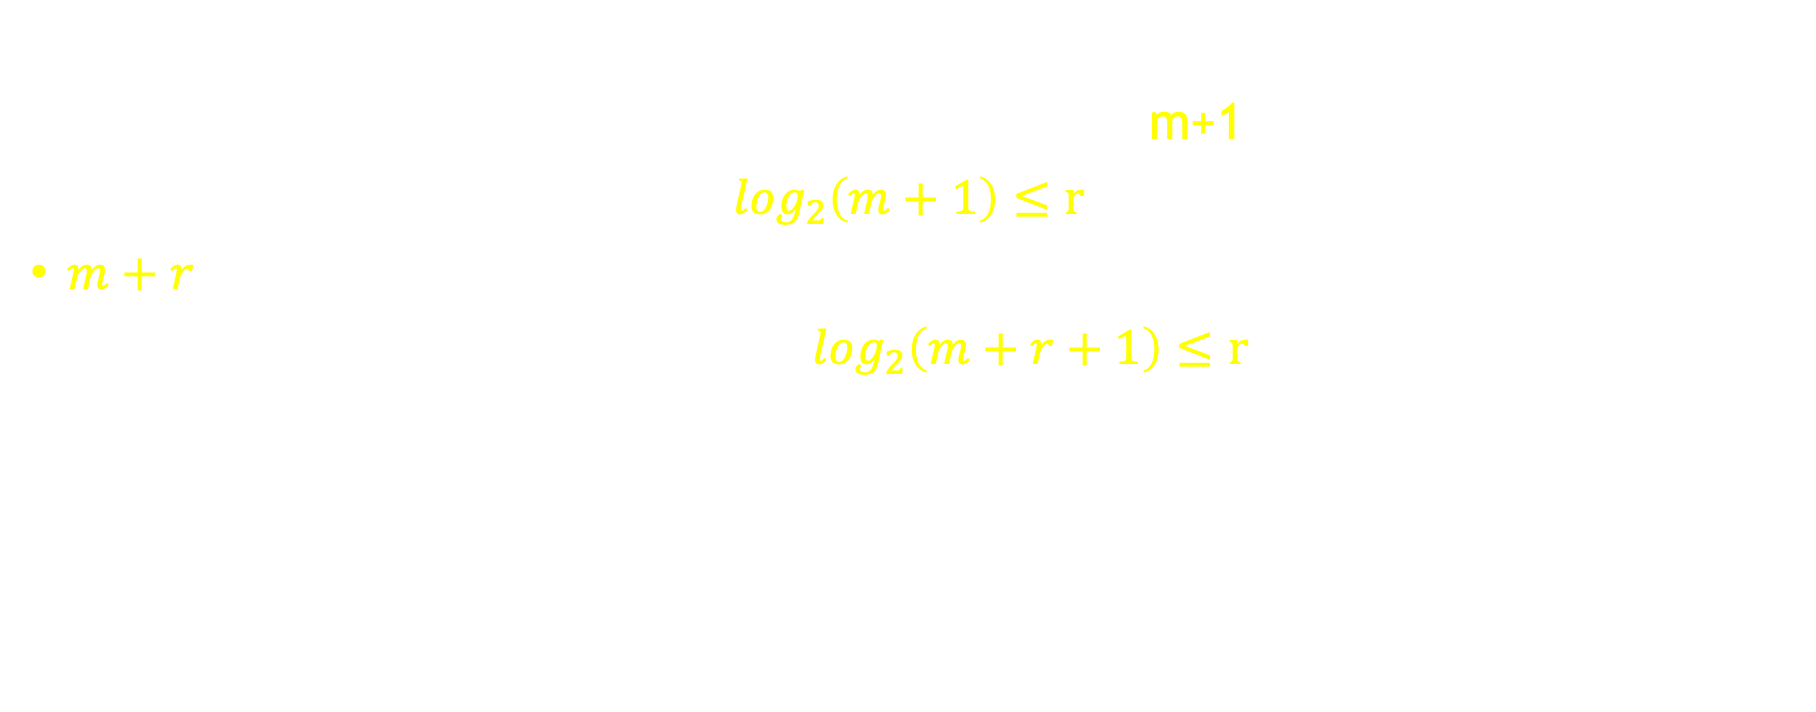 m+1
log₂(m + 1) ≤ r
• m + r
log₂(m + r + 1) ≤ r